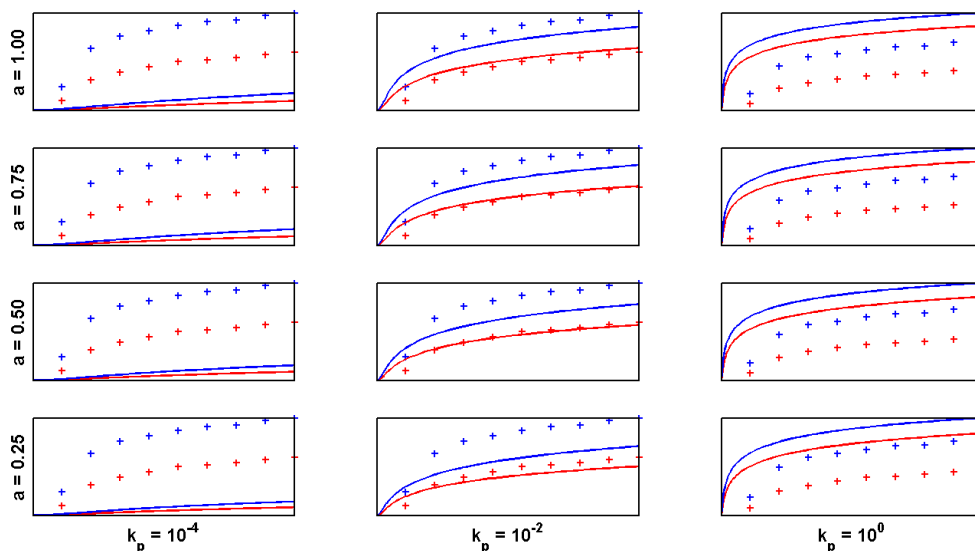 a = 1.00
a = 0.75
a = 0.50
a = 0.25
k_p = 10^-4
k_p = 10^-2
k_p = 10^0